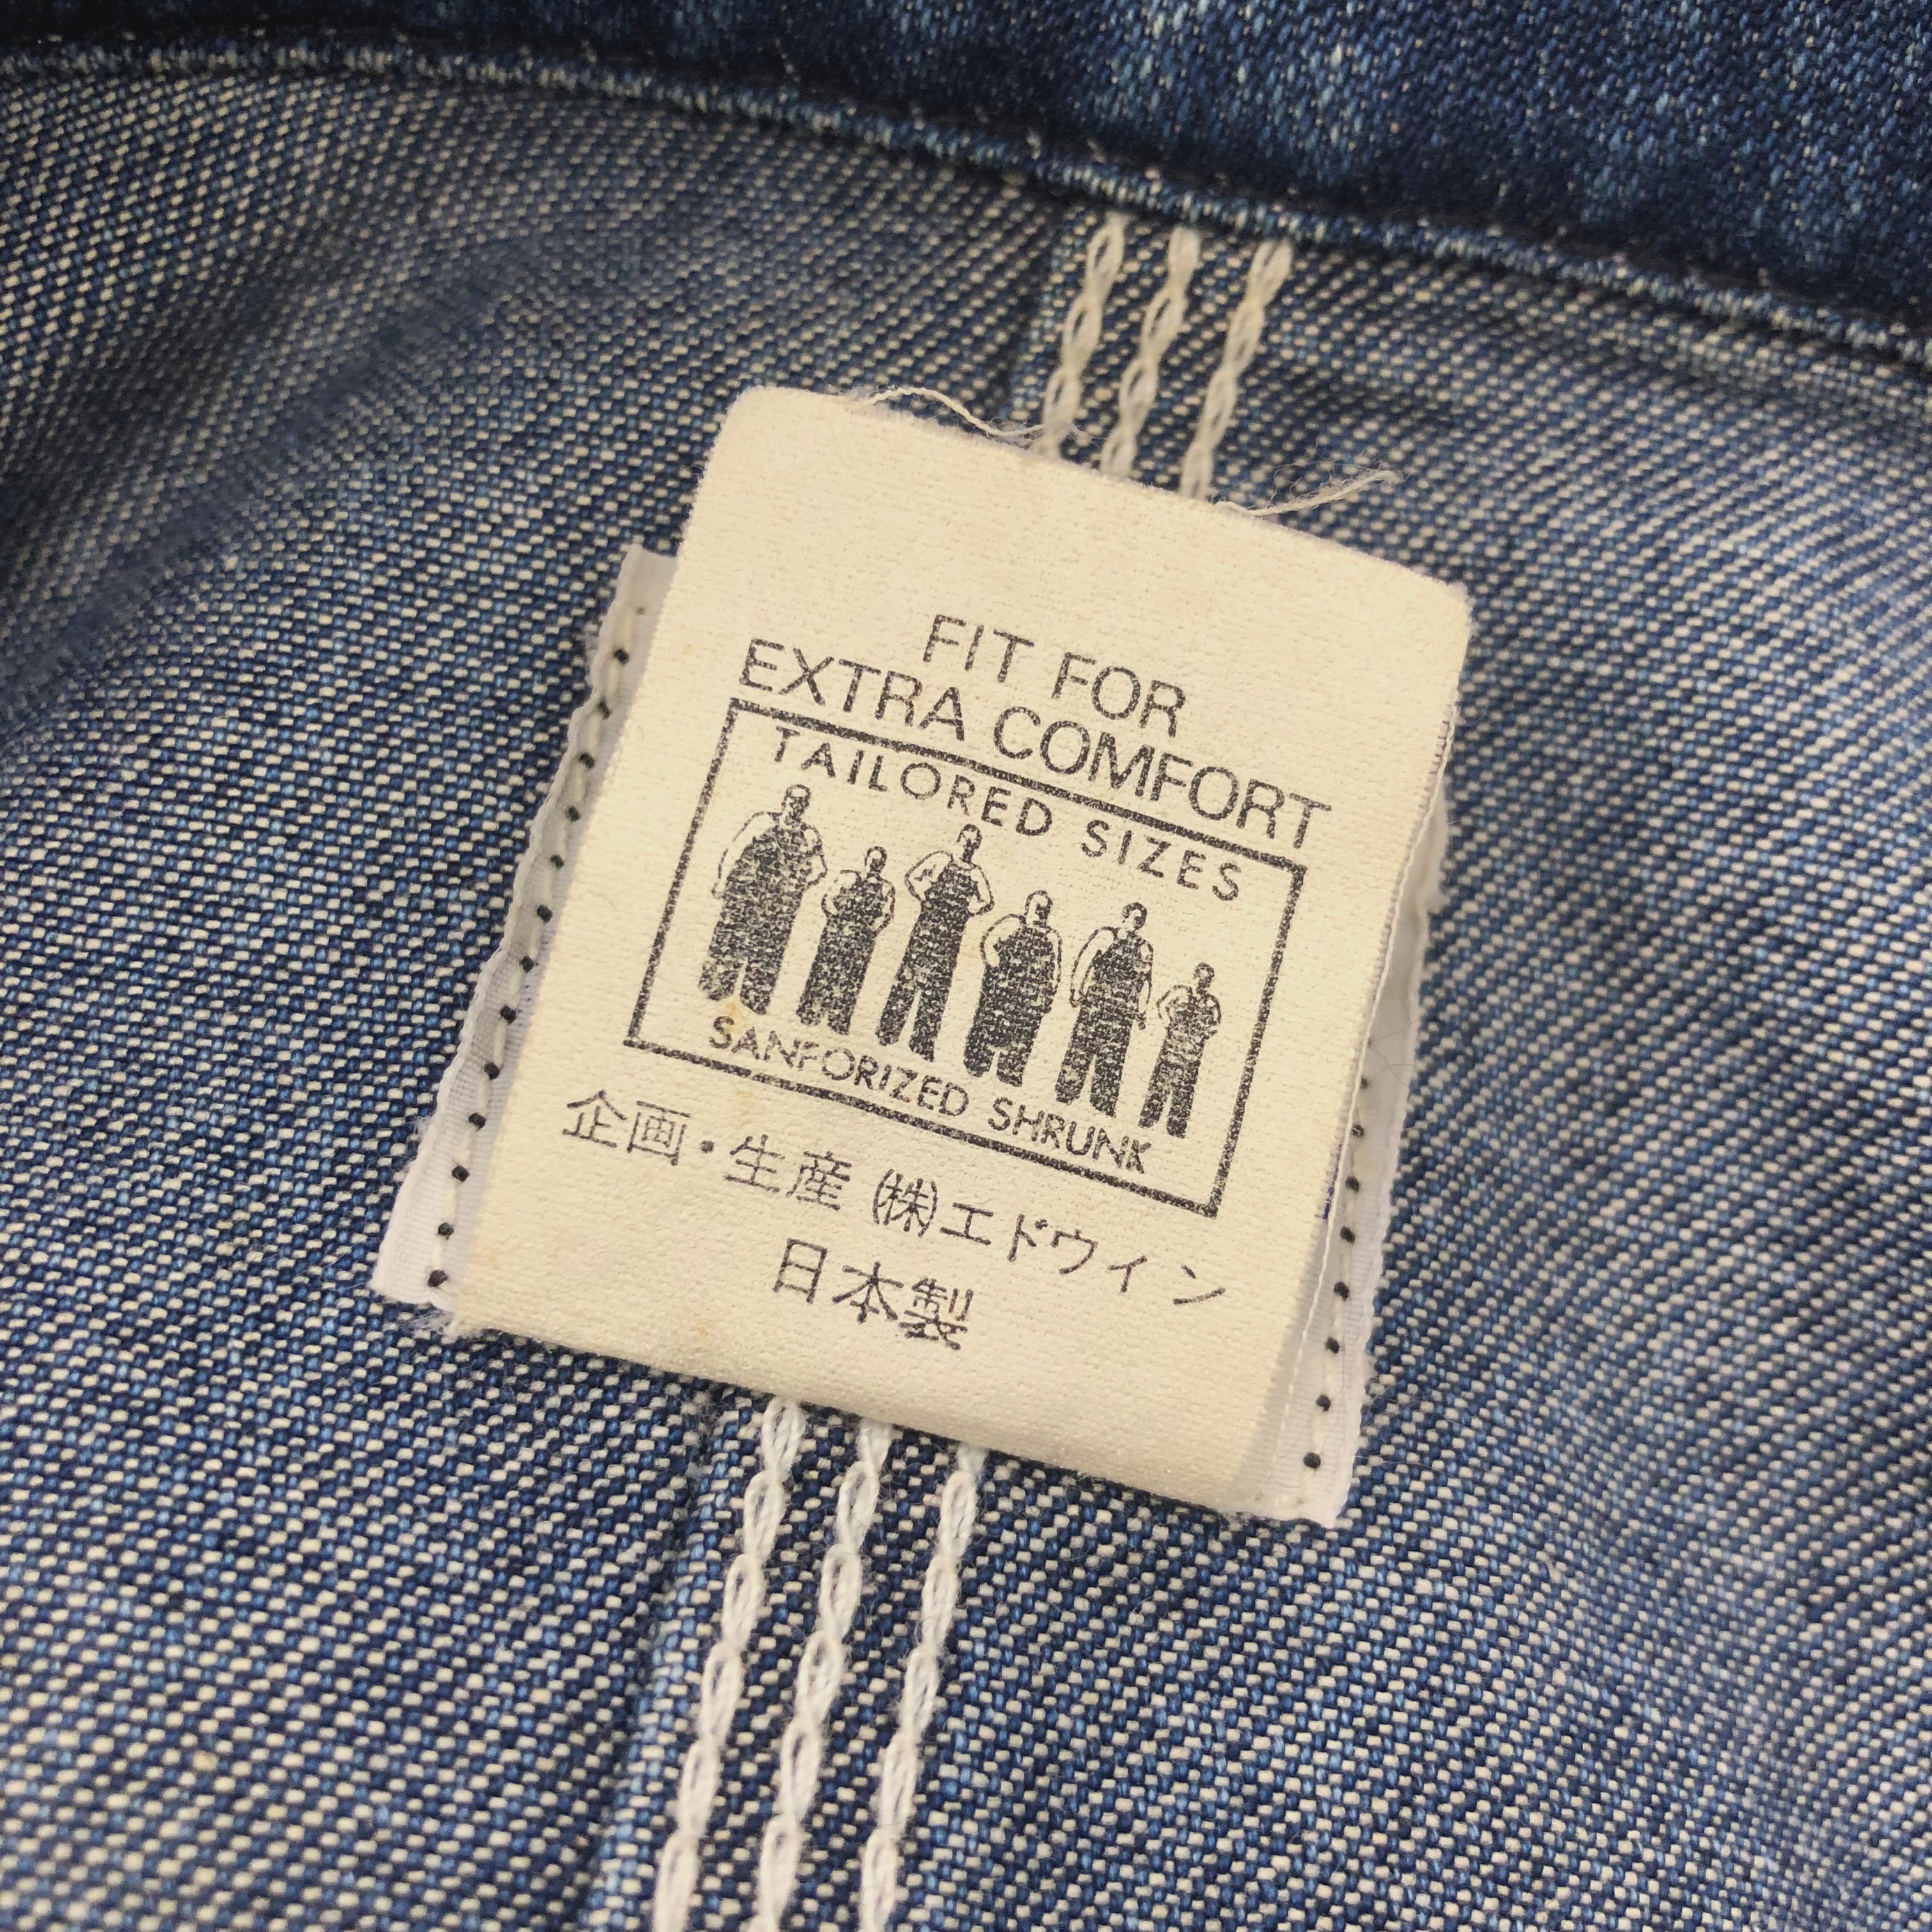 FIT FOR
EXTRA COMFORT
TAILORED SIZES
SANFORIZED SHRUNK
企画・生産 ㈱エドウィン
日本製